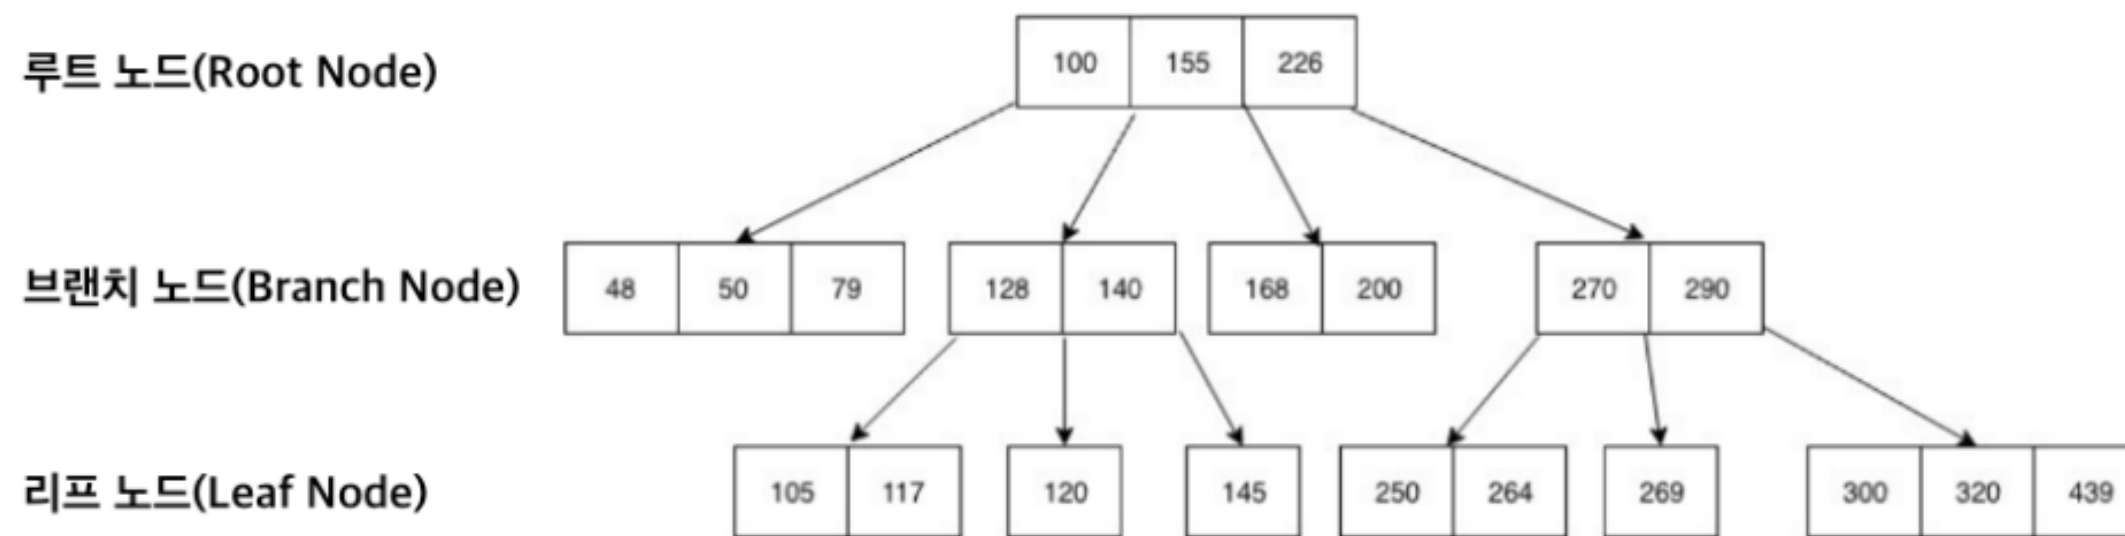 루트 노드(Root Node) 100 155 226
브랜치 노드(Branch Node) 48 50 79 128 140 168 200 270 290
리프 노드(Leaf Node) 105 117 120 145 250 264 269 300 320 439